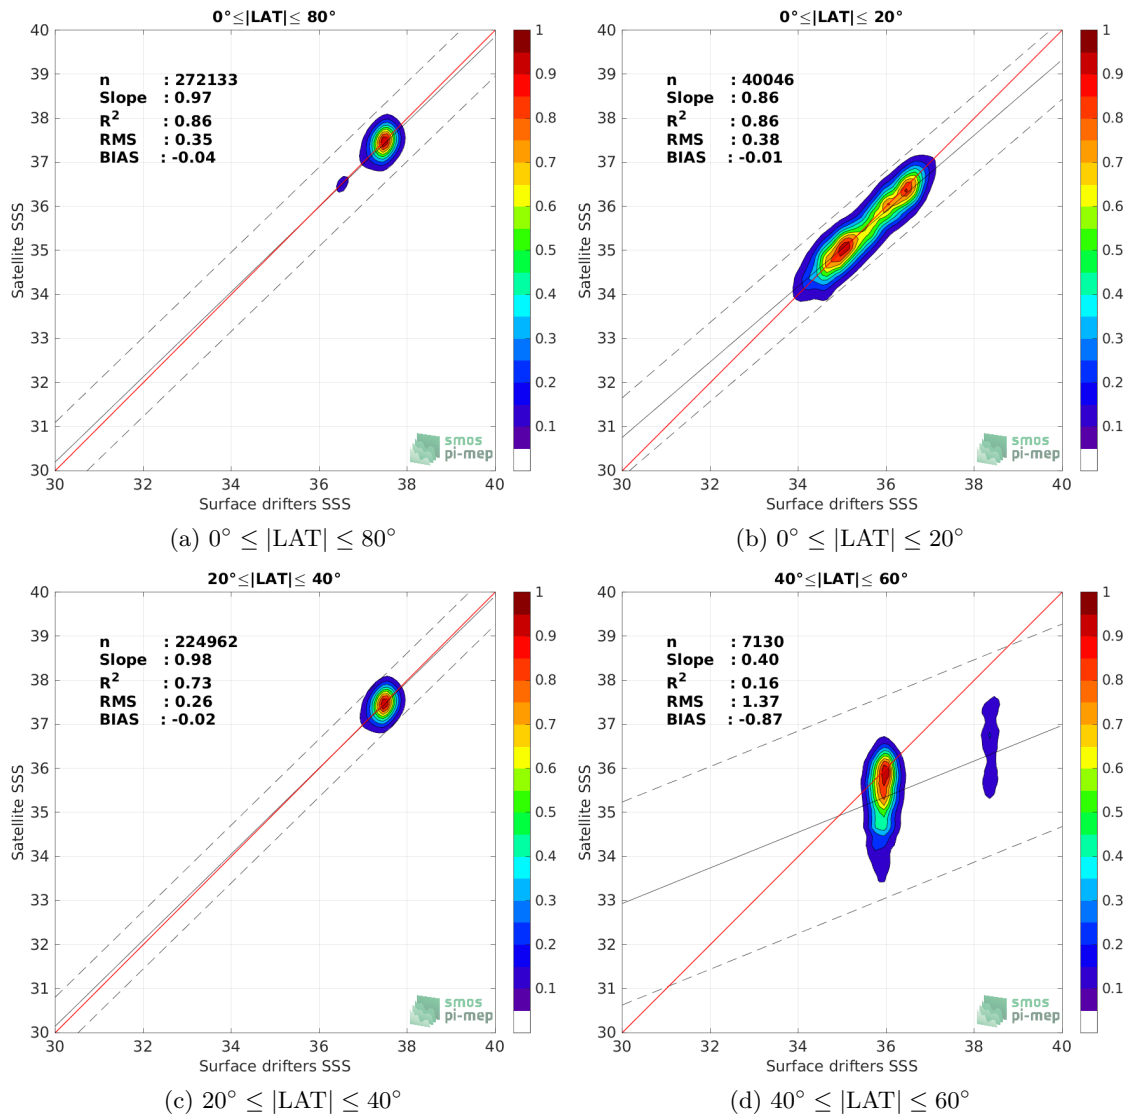 0°≤|LAT|≤ 80°
n : 272133
Slope : 0.97
R² : 0.86
RMS : 0.35
BIAS : -0.04
40
39
38
37
36
35
34
33
32
31
30
30 32 34 36 38 40
Satellite SSS
Surface drifters SSS
1
0.9
0.8
0.7
0.6
0.5
0.4
0.3
0.2
0.1
smos
pi-mep
(a) 0° ≤ |LAT| ≤ 80°
0°≤|LAT|≤ 20°
n : 40046
Slope : 0.86
R² : 0.86
RMS : 0.38
BIAS : -0.01
40
39
38
37
36
35
34
33
32
31
30
30 32 34 36 38 40
Satellite SSS
Surface drifters SSS
1
0.9
0.8
0.7
0.6
0.5
0.4
0.3
0.2
0.1
smos
pi-mep
(b) 0° ≤ |LAT| ≤ 20°
20°≤|LAT|≤ 40°
n : 224962
Slope : 0.98
R² : 0.73
RMS : 0.26
BIAS : -0.02
40
39
38
37
36
35
34
33
32
31
30
30 32 34 36 38 40
Satellite SSS
Surface drifters SSS
1
0.9
0.8
0.7
0.6
0.5
0.4
0.3
0.2
0.1
smos
pi-mep
(c) 20° ≤ |LAT| ≤ 40°
40°≤|LAT|≤ 60°
n : 7130
Slope : 0.40
R² : 0.16
RMS : 1.37
BIAS : -0.87
40
39
38
37
36
35
34
33
32
31
30
30 32 34 36 38 40
Satellite SSS
Surface drifters SSS
1
0.9
0.8
0.7
0.6
0.5
0.4
0.3
0.2
0.1
smos
pi-mep
(d) 40° ≤ |LAT| ≤ 60°